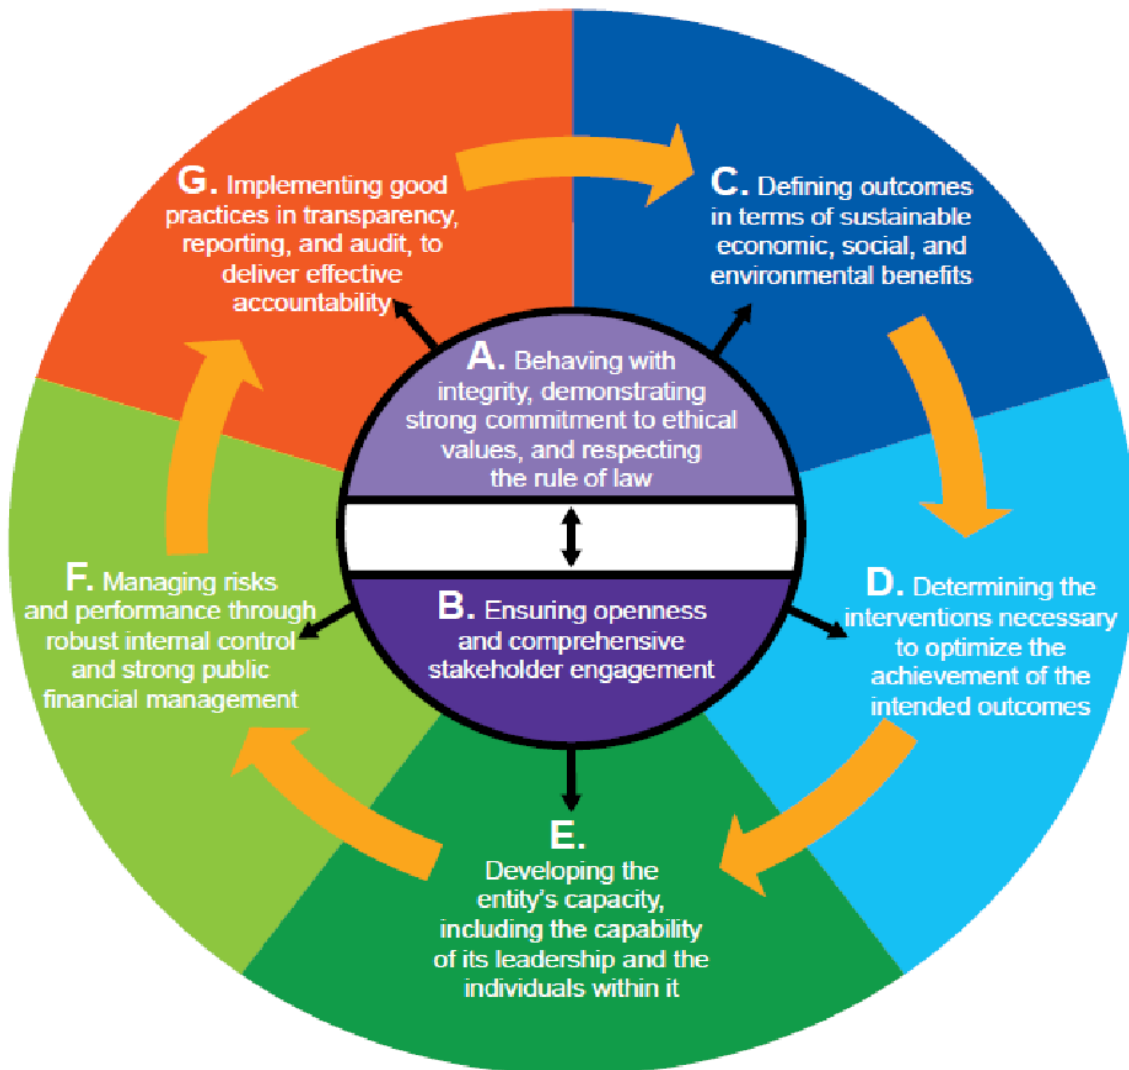 G. Implementing good
practices in transparency,
reporting, and audit, to
deliver effective
accountability
C. Defining outcomes
in terms of sustainable
economic, social, and
environmental benefits
A. Behaving with
integrity, demonstrating
strong commitment to ethical
values, and respecting
the rule of law
F. Managing risks
and performance through
robust internal control
and strong public
financial management
B. Ensuring openness
and comprehensive
stakeholder engagement
D. Determining the
interventions necessary
to optimize the
achievement of the
intended outcomes
E.
Developing the
entity's capacity,
including the capability
of its leadership and the
individuals within it